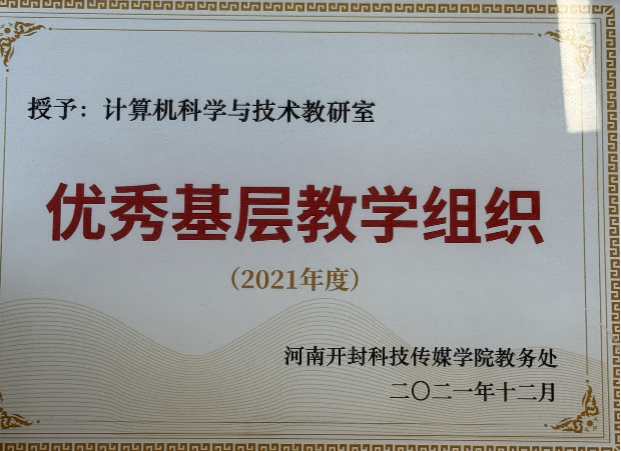 授予：计算机科学与技术教研室
优秀基层教学组织
（2021年度）
河南开封科技传媒学院教务处
二〇二一年十二月